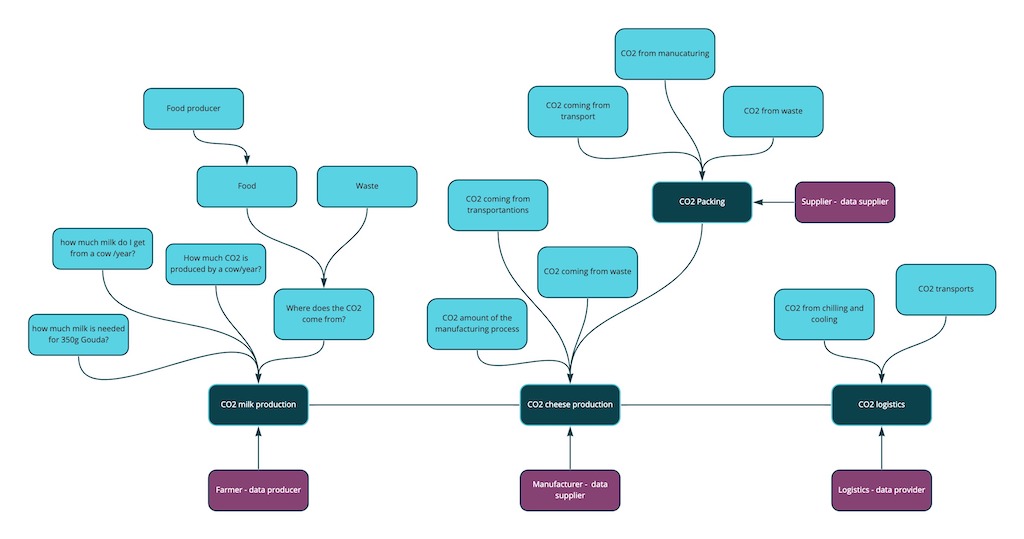 CO2 from manucaturing
Food producer
CO2 coming from
transport
CO2 from waste
Food
Waste
CO2 coming from
transportantions
CO2 Packing
Supplier -  data supplier
how much milk do I get
from a cow /year?
How much CO2 is
produced by a cow/year?
CO2 coming from waste
CO2 transports
Where does the CO2
come from?
CO2 from chilling and
cooling
how much milk is needed
for 350g Gouda?
CO2 amount of the
manufacturing process
CO2 milk production
CO2 cheese production
CO2 logistics
Farmer - data producer
Manufacturer -  data
supplier
Logistics - data provider